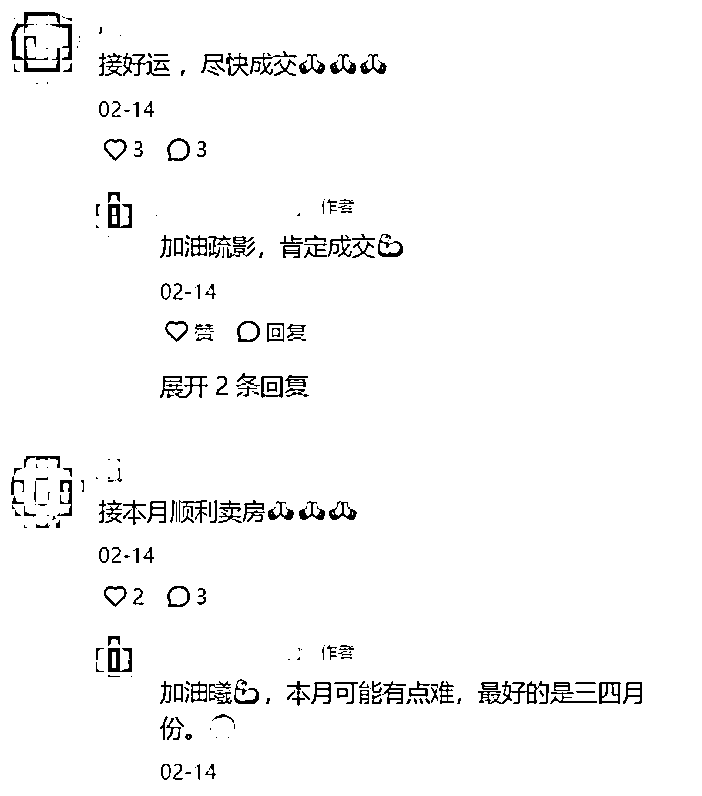 接好运，尽快成交🙏🙏🙏
02-14
3 3
作者
加油疏影，肯定成交💪
02-14
赞 回复
展开 2 条回复
接本月顺利卖房🙏🙏🙏
02-14
2 3
作者
加油曦💪，本月可能有点难，最好的是三四月
份。
02-14